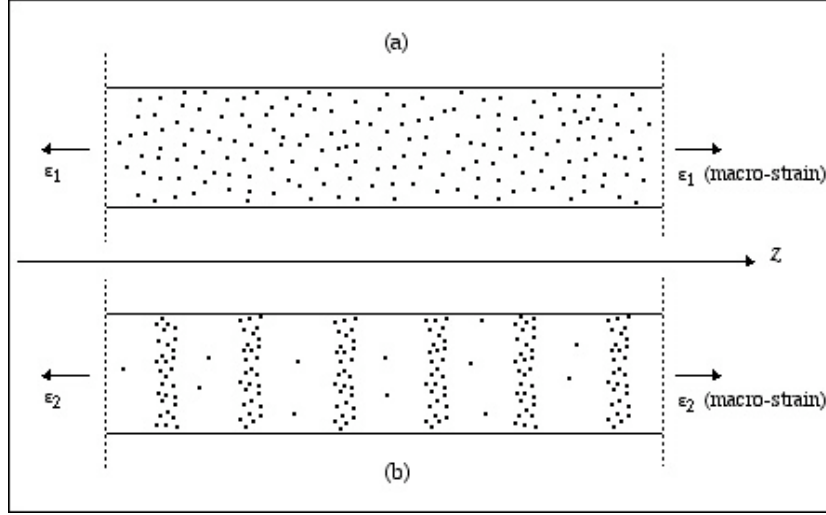 (a)
ε1
ε1 (macro-strain)
z
ε2
ε2 (macro-strain)
(b)